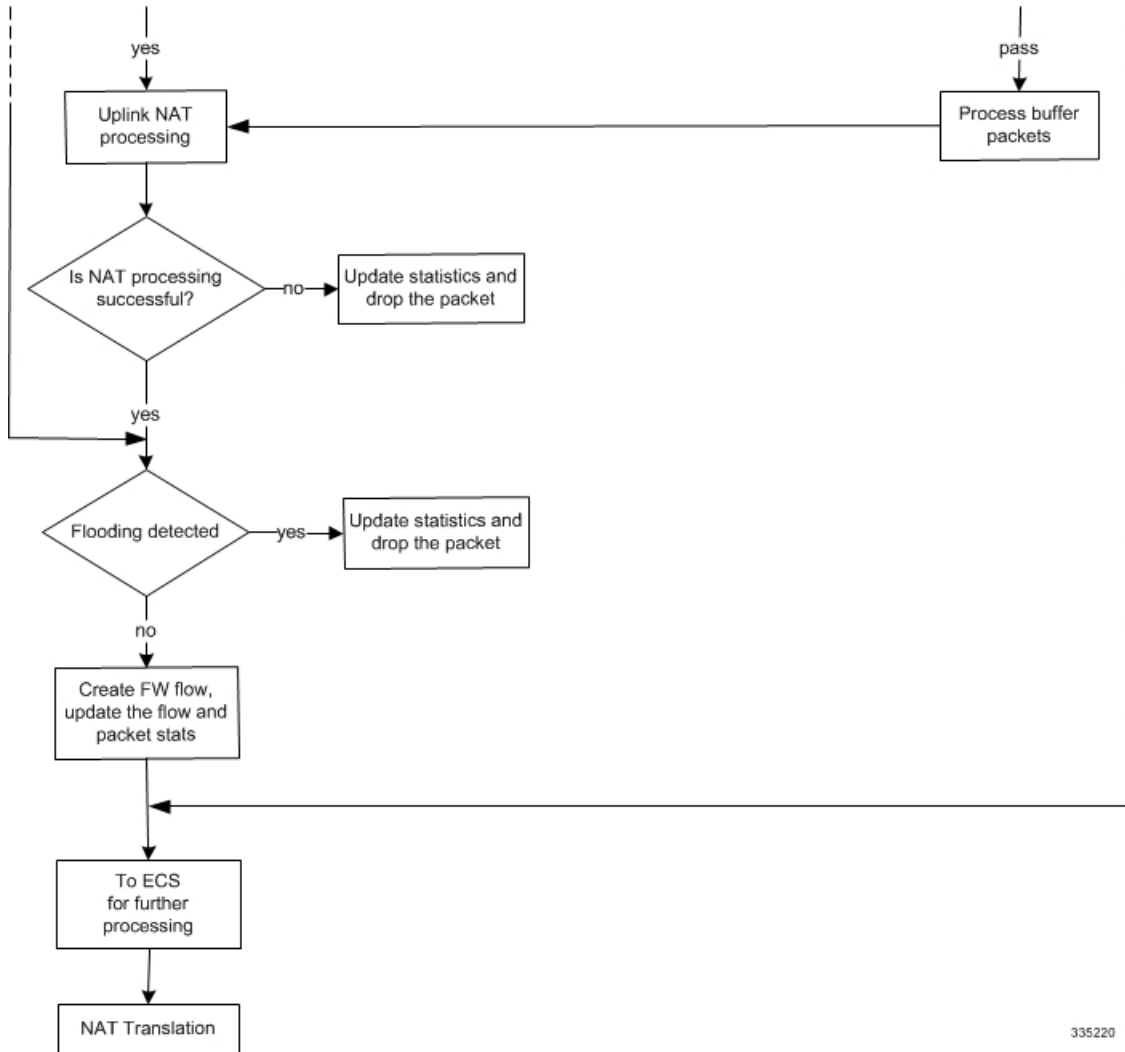 yes
pass
Uplink NAT
processing
Process buffer
packets
Is NAT processing
successful?
no
Update statistics and
drop the packet
yes
Flooding detected
yes
Update statistics and
drop the packet
no
Create FW flow,
update the flow and
packet stats
To ECS
for further
processing
NAT Translation
335220